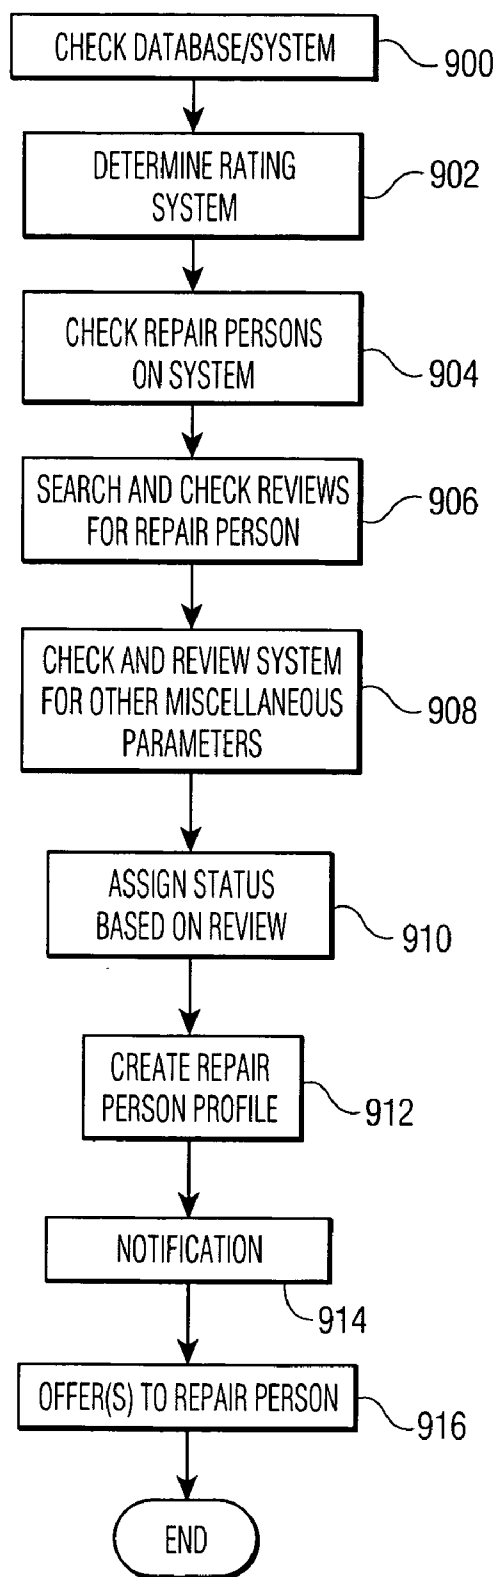 CHECK DATABASE/SYSTEM
900
DETERMINE RATING
SYSTEM
902
CHECK REPAIR PERSONS
ON SYSTEM
904
SEARCH AND CHECK REVIEWS
FOR REPAIR PERSON
906
CHECK AND REVIEW SYSTEM
FOR OTHER MISCELLANEOUS
PARAMETERS
908
ASSIGN STATUS
BASED ON REVIEW
910
CREATE REPAIR
PERSON PROFILE
912
NOTIFICATION
914
OFFER(S) TO REPAIR PERSON
916
END